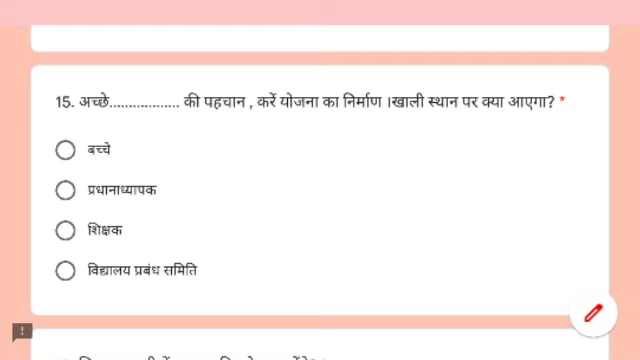 15. अच्छे.................. की पहचान , करें योजना का निर्माण ।खाली स्थान पर क्या आएगा? *
बच्चे
प्रधानाध्यापक
शिक्षक
विद्यालय प्रबंध समिति